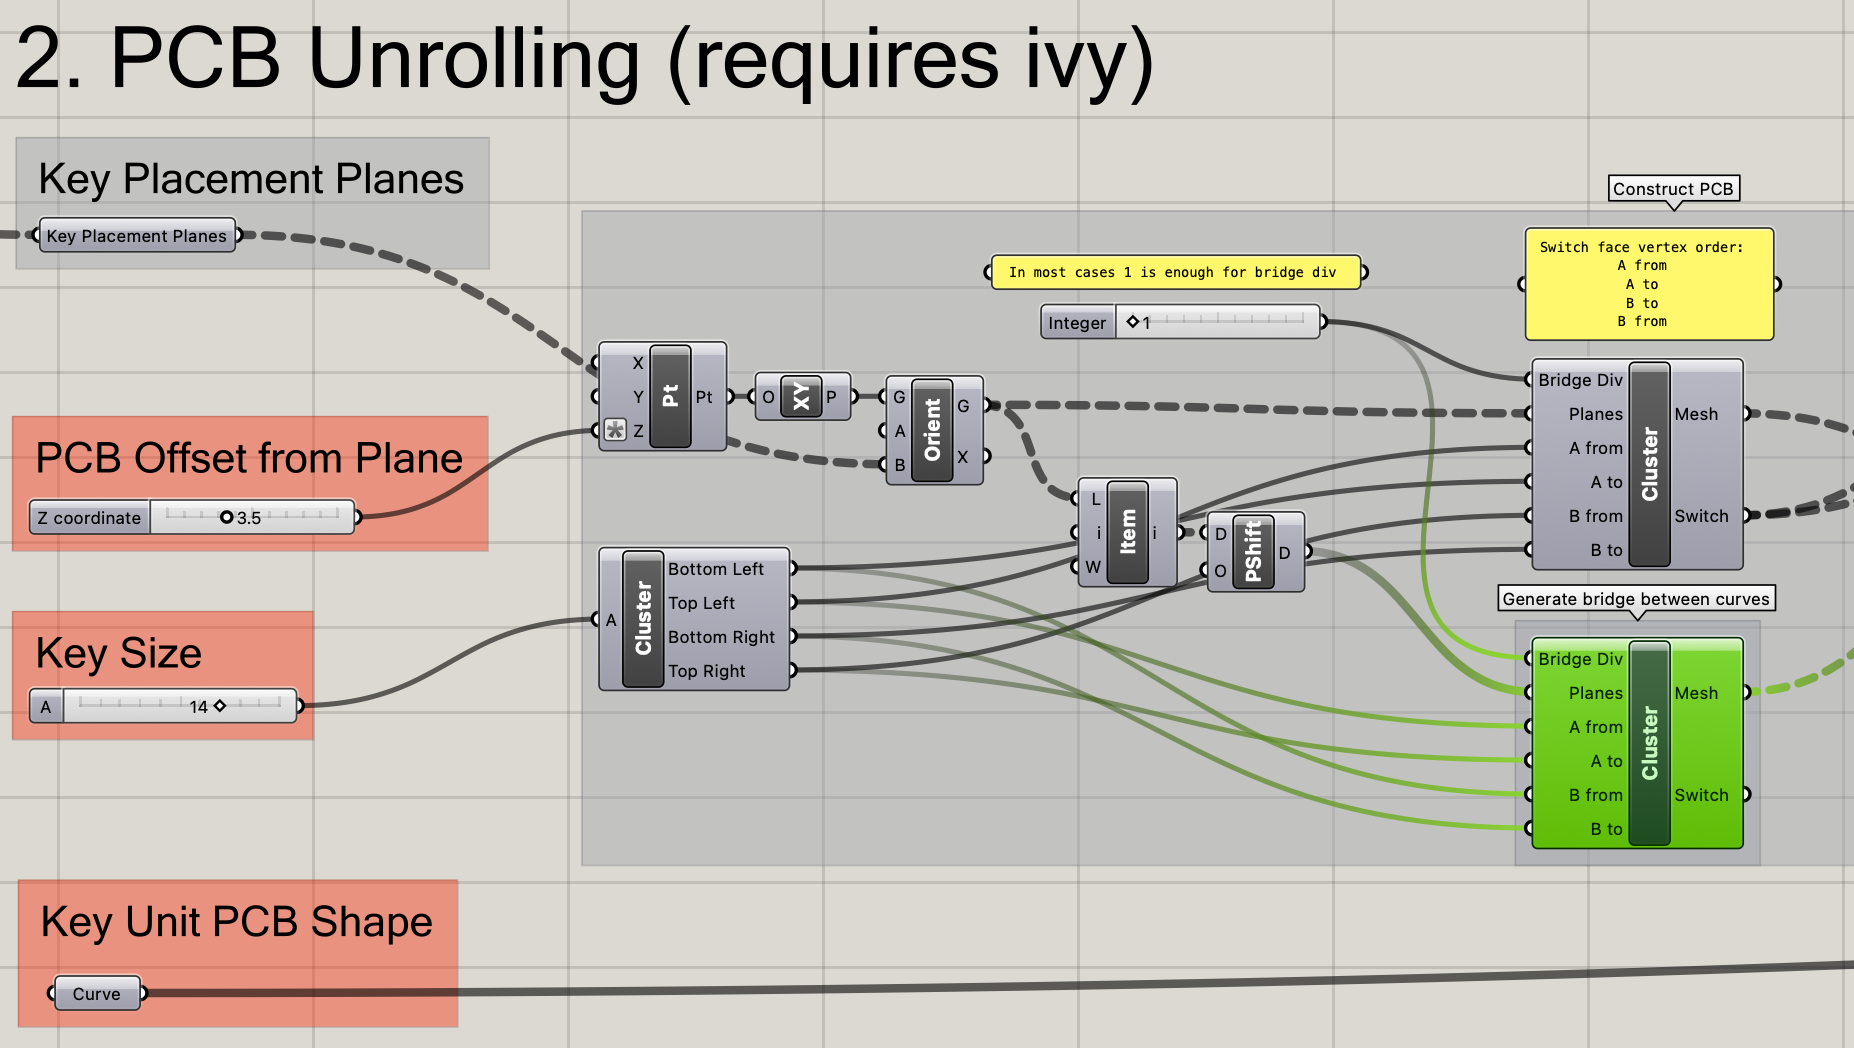 2. PCB Unrolling (requires ivy)
Key Placement Planes
Key Placement Planes
PCB Offset from Plane
Z coordinate 3.5
Key Size
A 14
Key Unit PCB Shape
Curve
X
Y
Z
Pt
Pt
O XY P
G
A
B
Orient
G
X
In most cases 1 is enough for bridge div
Integer 1
L
i
W
Item
i
D
O
PShift
D
A
Cluster
Bottom Left
Top Left
Bottom Right
Top Right
Construct PCB
Switch face vertex order:
A from
A to
B to
B from
Bridge Div
Planes
A from
A to
B from
B to
Cluster
Mesh
Switch
Generate bridge between curves
Bridge Div
Planes
A from
A to
B from
B to
Cluster
Mesh
Switch